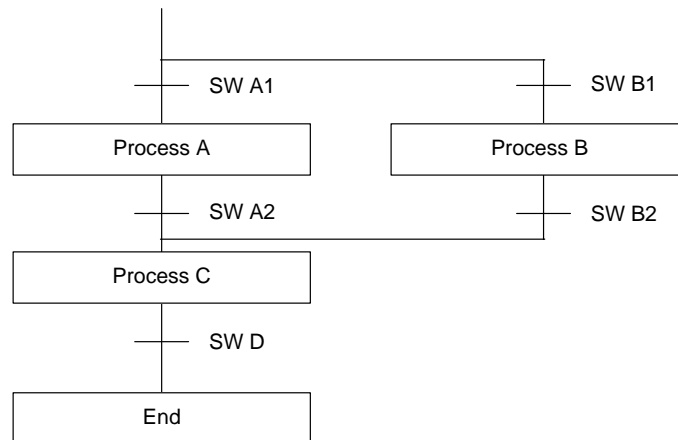 SW A1
SW B1
Process A
Process B
SW A2
SW B2
Process C
SW D
End